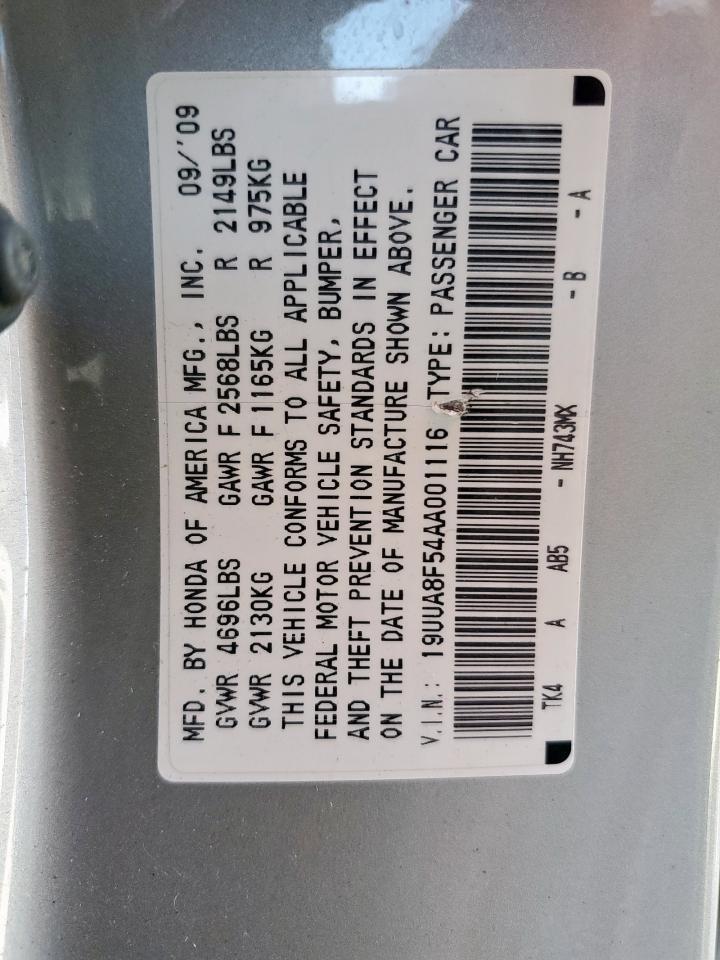 MFD. BY HONDA OF AMERICA MFG., INC. 09/'09
GVWR 4696LBS GAWR F 2568LBS R 2149LBS
GVWR 2130KG GAWR F 1165KG R 975KG
THIS VEHICLE CONFORMS TO ALL APPLICABLE
FEDERAL MOTOR VEHICLE SAFETY, BUMPER,
AND THEFT PREVENTION STANDARDS IN EFFECT
ON THE DATE OF MANUFACTURE SHOWN ABOVE.
V.I.N.: 19UUA8F54AA001116 TYPE: PASSENGER CAR
TK4 A AB5 - NH743MX - B - A